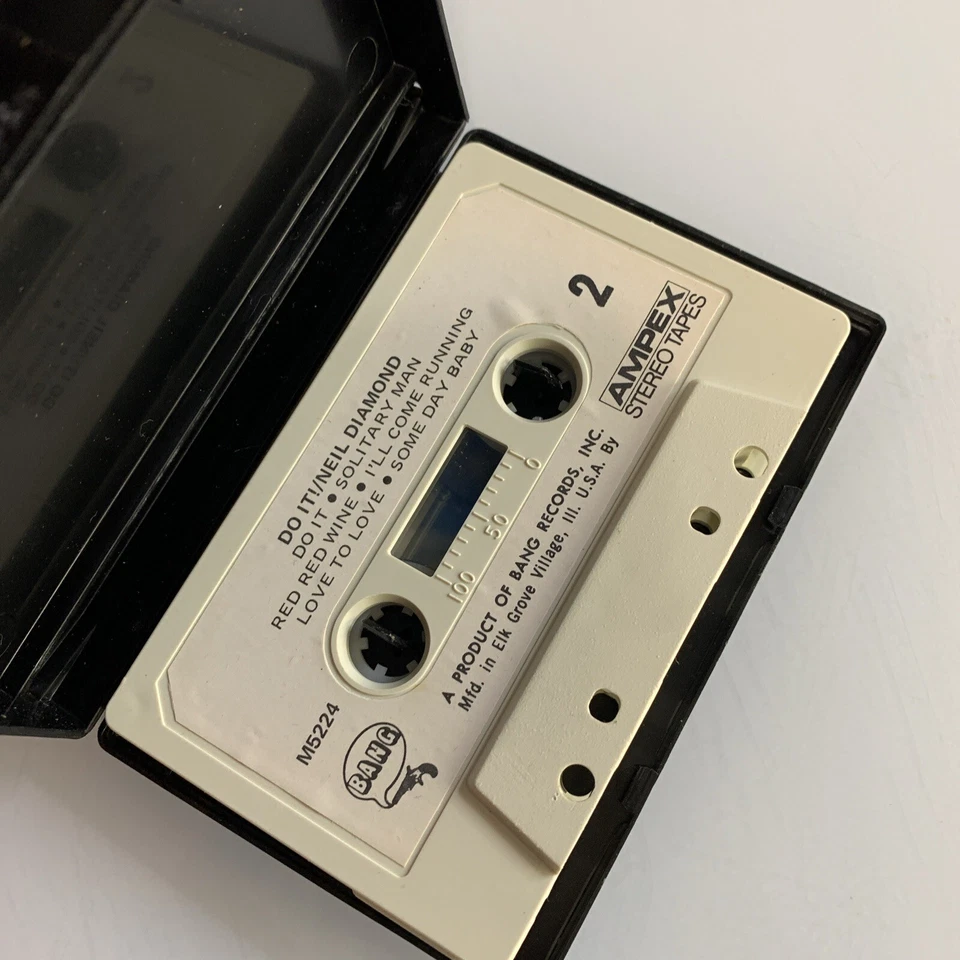 2
AMPEX
STEREO TAPES
DO IT!/NEIL DIAMOND
DO IT • SOLITARY MAN
RED RED WINE • I'LL COME RUNNING
LOVE TO LOVE • SOME DAY BABY
0
50
100
A PRODUCT OF BANG RECORDS, INC.
Mfd. in Elk Grove Village, Ill. U.S.A. By
M5224
BANG